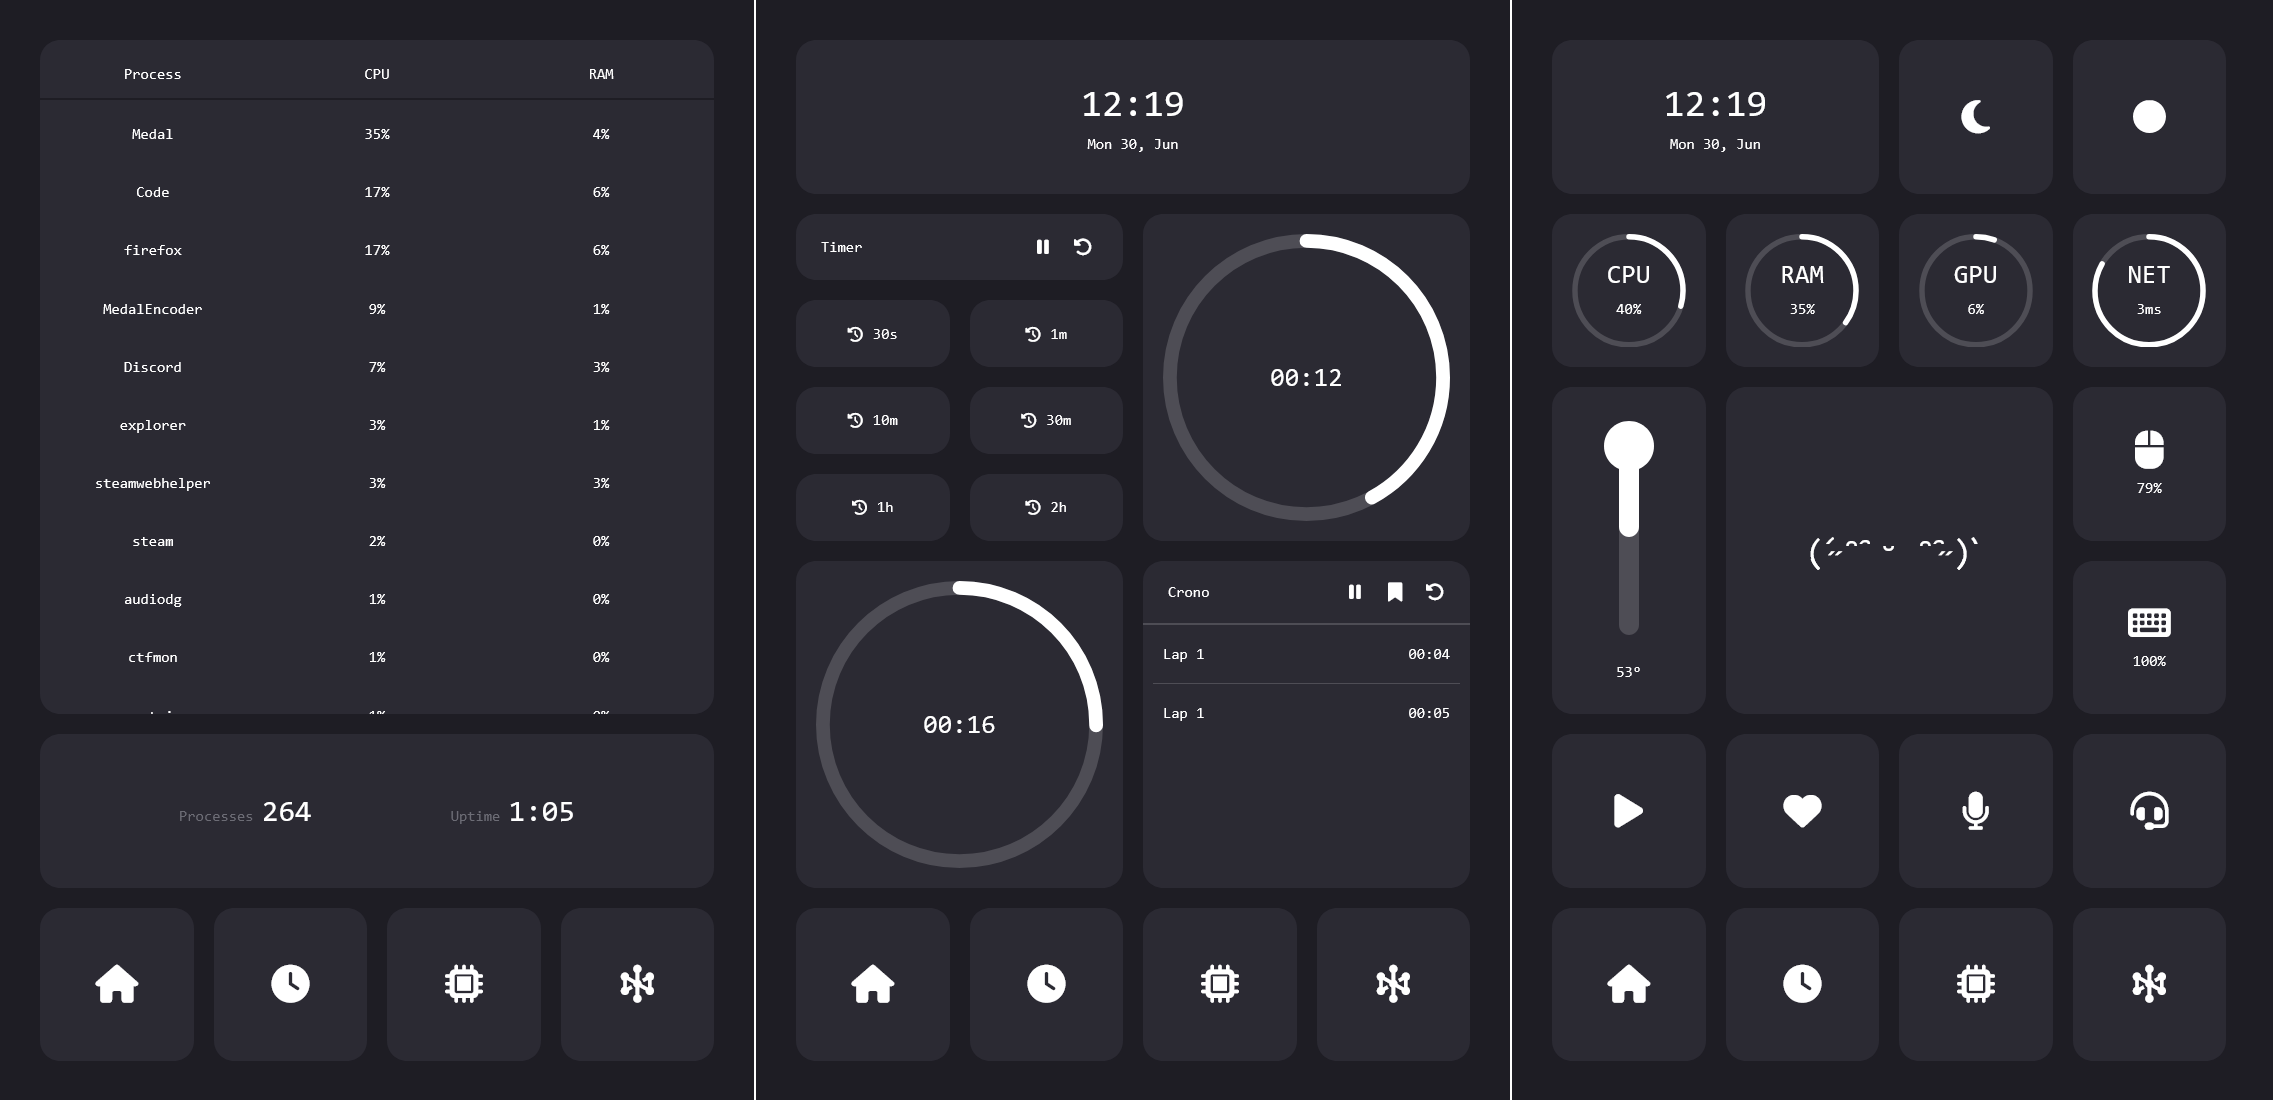 Process CPU RAM
Medal 35% 4%
Code 17% 6%
firefox 17% 6%
MedalEncoder 9% 1%
Discord 7% 3%
explorer 3% 1%
steamwebhelper 3% 3%
steam 2% 0%
audiodg 1% 0%
ctfmon 1% 0%
Processes 264 Uptime 1:05
12:19
Mon 30, Jun
Timer
30s 1m
10m 30m
1h 2h
00:12
00:16
Crono
Lap 1 00:04
Lap 1 00:05
12:19
Mon 30, Jun
CPU
40%
RAM
35%
GPU
6%
NET
3ms
53°
79%
100%